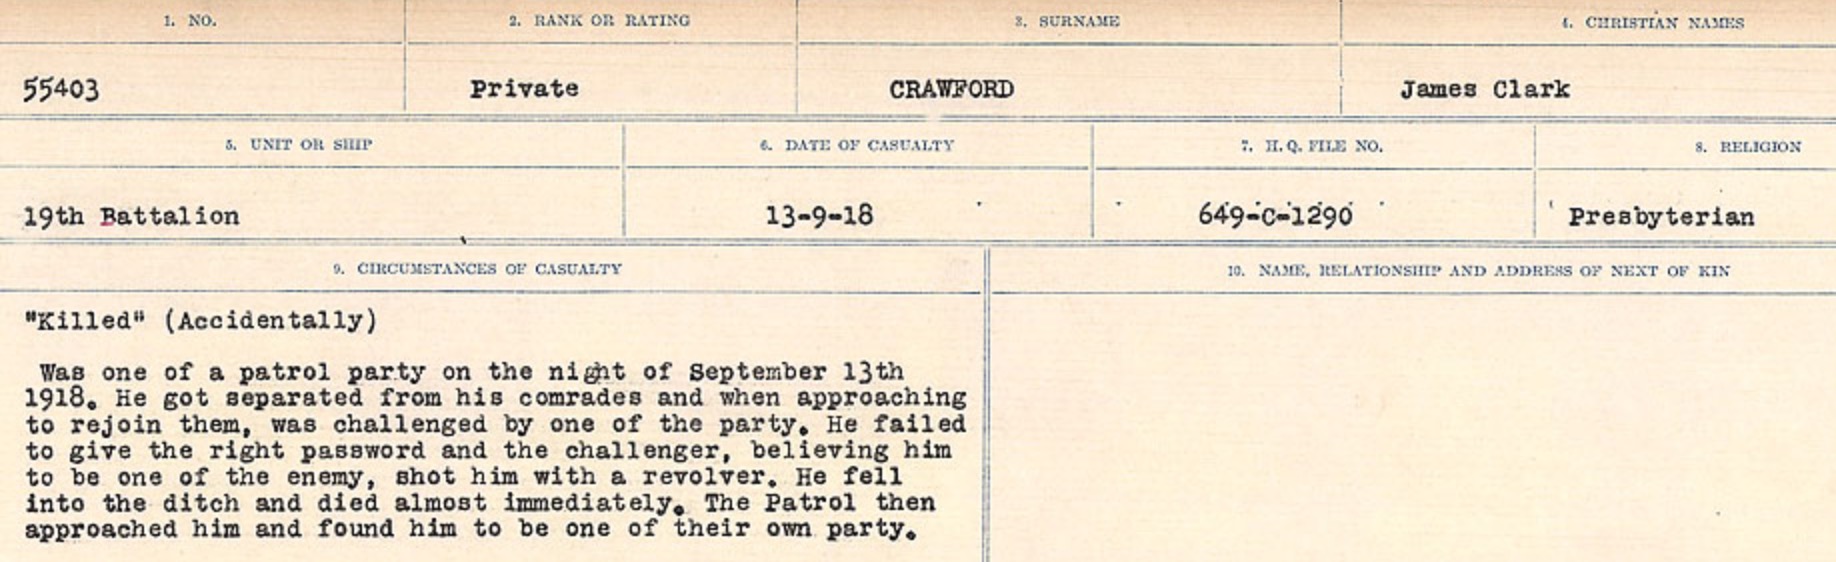 1. NO. 2. RANK OR RATING 3. SURNAME 4. CHRISTIAN NAMES
55403 Private CRAWFORD James Clark
5. UNIT OR SHIP 6. DATE OF CASUALTY 7. H. Q. FILE NO. 8. RELIGION
19th Battalion 13-9-18 649-C-1290 Presbyterian
9. CIRCUMSTANCES OF CASUALTY 10. NAME, RELATIONSHIP AND ADDRESS OF NEXT OF KIN
"Killed" (Accidentally)
Was one of a patrol party on the night of September 13th
1918. He got separated from his comrades and when approaching
to rejoin them, was challenged by one of the party. He failed
to give the right password and the challenger, believing him
to be one of the enemy, shot him with a revolver. He fell
into the ditch and died almost immediately. The Patrol then
approached him and found him to be one of their own party.